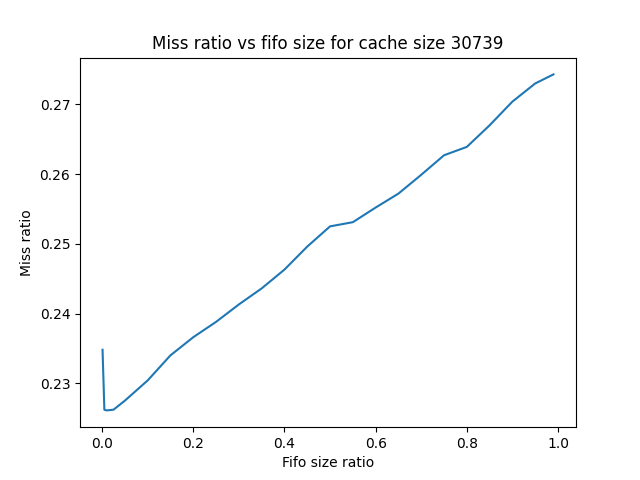 Miss ratio vs fifo size for cache size 30739
0.27
0.26
0.25
0.24
0.23
Miss ratio
0.0 0.2 0.4 0.6 0.8 1.0
Fifo size ratio